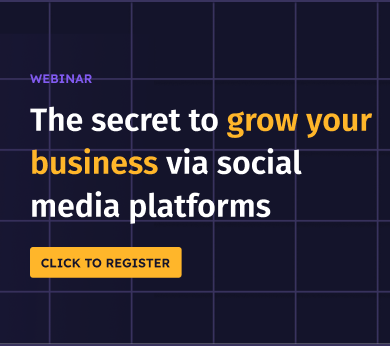 WEBINAR
The secret to grow your
business via social
media platforms
CLICK TO REGISTER